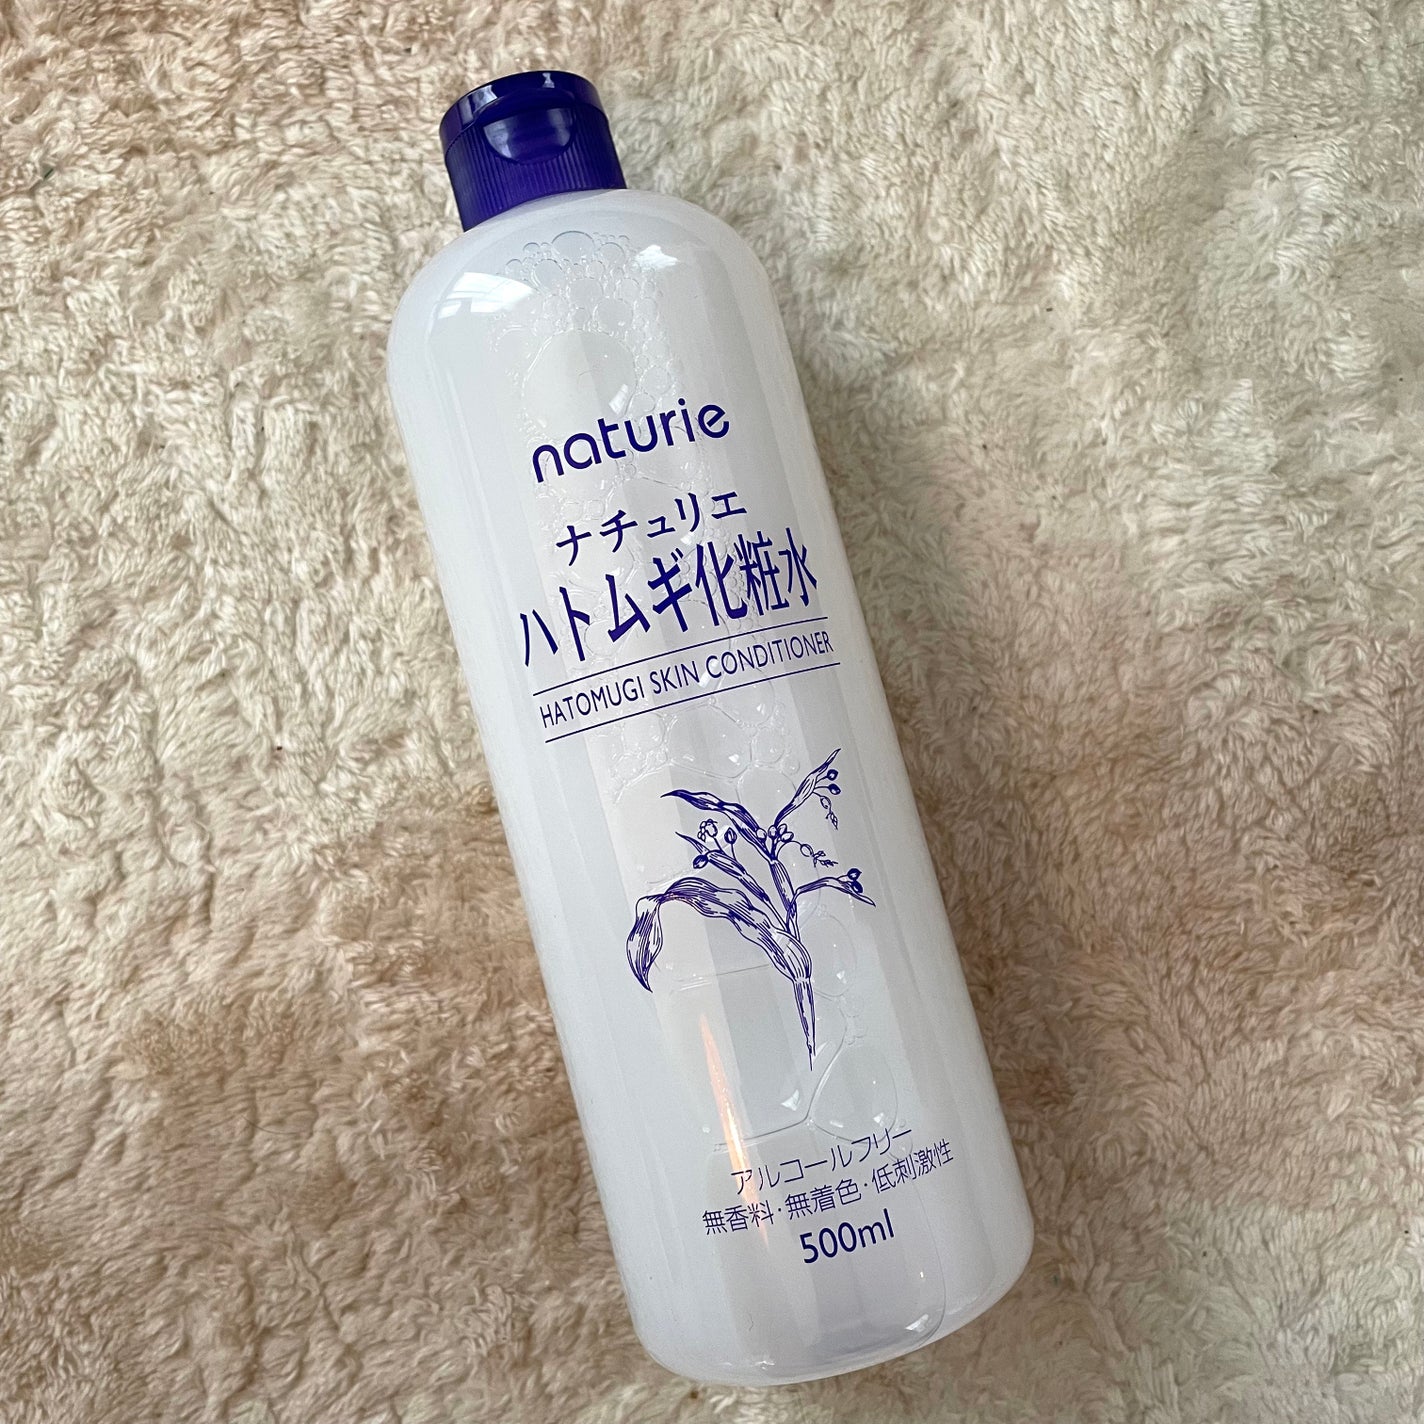 naturie
ナチュリエ
ハトムギ化粧水
HATOMUGI SKIN CONDITIONER
アルコールフリー
無香料・無着色・低刺激性
500ml